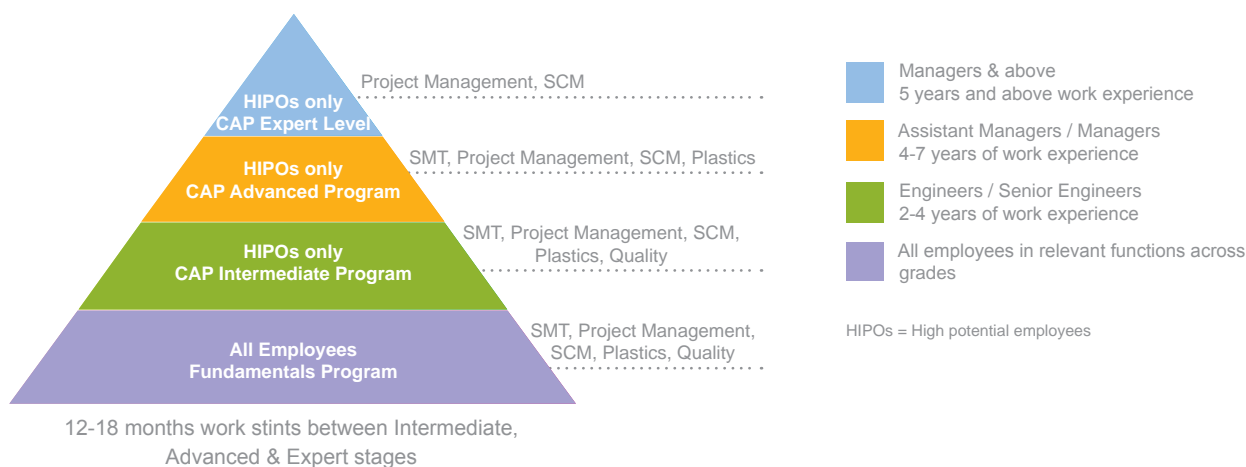 HIPOs only
CAP Expert Level
Project Management, SCM
HIPOs only
CAP Advanced Program
SMT, Project Management, SCM, Plastics
HIPOs only
CAP Intermediate Program
SMT, Project Management, SCM,
Plastics, Quality
All Employees
Fundamentals Program
SMT, Project Management,
SCM, Plastics, Quality
12-18 months work stints between Intermediate,
Advanced & Expert stages
Managers & above
5 years and above work experience
Assistant Managers / Managers
4-7 years of work experience
Engineers / Senior Engineers
2-4 years of work experience
All employees in relevant functions across
grades
HIPOs = High potential employees